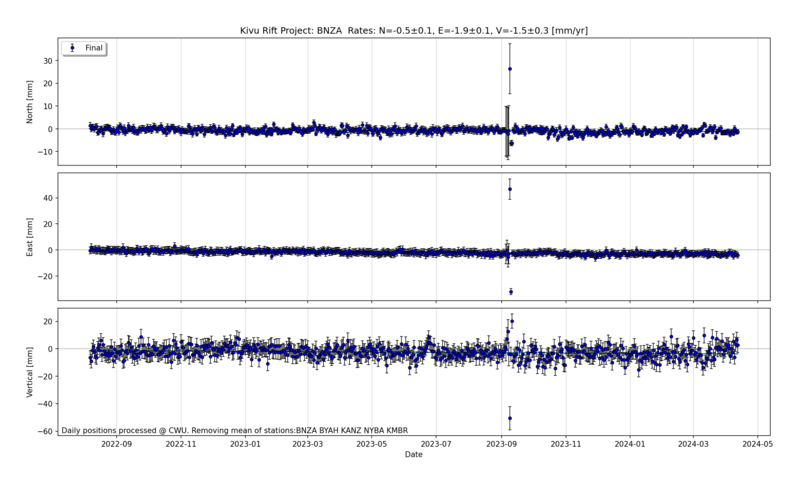 Kivu Rift Project: BNZA Rates: N=-0.5±0.1, E=-1.9±0.1, V=-1.5±0.3 [mm/yr]
Final
North [mm]
30
20
10
0
−10
East [mm]
40
20
0
−20
Vertical [mm]
20
0
−20
−40
−60
Daily positions processed @ CWU. Removing mean of stations:BNZA BYAH KANZ NYBA KMBR
2022-09 2022-11 2023-01 2023-03 2023-05 2023-07 2023-09 2023-11 2024-01 2024-03 2024-05
Date